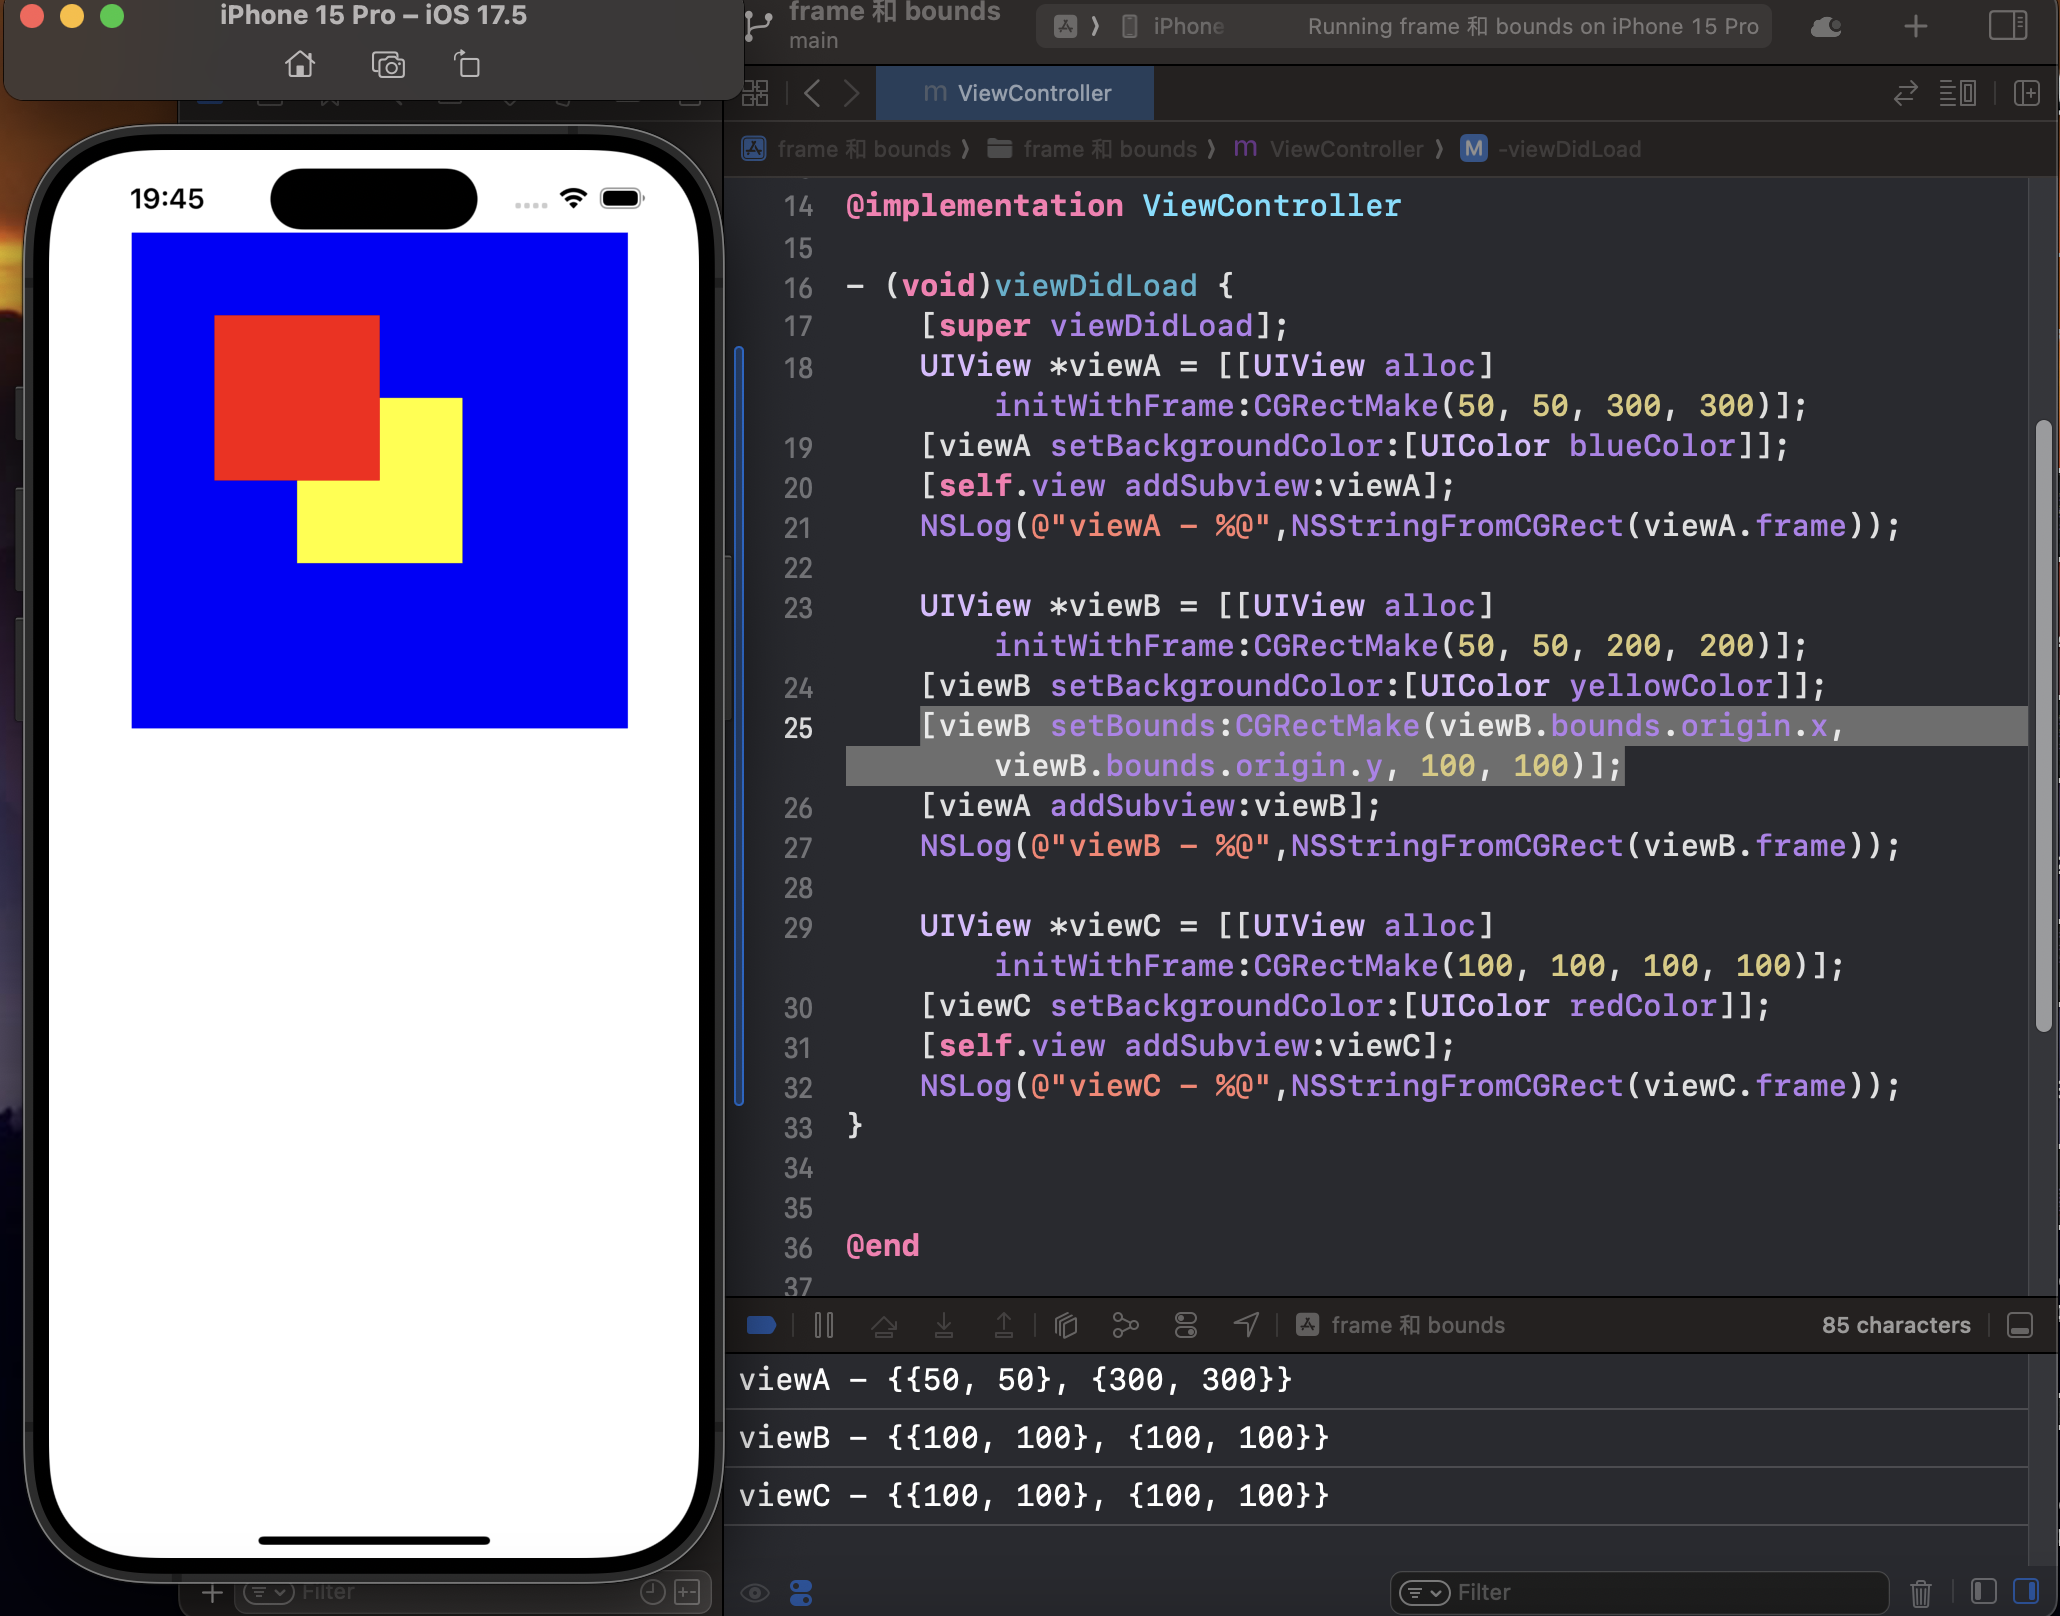 iPhone 15 Pro – iOS 17.5
19:45
Filter
frame 和 bounds
main
iPhone
Running frame 和 bounds on iPhone 15 Pro
m ViewController
frame 和 bounds ❭ frame 和 bounds ❭ m ViewController ❭ M -viewDidLoad
14 @implementation ViewController
15
16 - (void)viewDidLoad {
17 [super viewDidLoad];
18 UIView *viewA = [[UIView alloc]
initWithFrame:CGRectMake(50, 50, 300, 300)];
19 [viewA setBackgroundColor:[UIColor blueColor]];
20 [self.view addSubview:viewA];
21 NSLog(@"viewA - %@",NSStringFromCGRect(viewA.frame));
22
23 UIView *viewB = [[UIView alloc]
initWithFrame:CGRectMake(50, 50, 200, 200)];
24 [viewB setBackgroundColor:[UIColor yellowColor]];
25 [viewB setBounds:CGRectMake(viewB.bounds.origin.x,
viewB.bounds.origin.y, 100, 100)];
26 [viewA addSubview:viewB];
27 NSLog(@"viewB - %@",NSStringFromCGRect(viewB.frame));
28
29 UIView *viewC = [[UIView alloc]
initWithFrame:CGRectMake(100, 100, 100, 100)];
30 [viewC setBackgroundColor:[UIColor redColor]];
31 [self.view addSubview:viewC];
32 NSLog(@"viewC - %@",NSStringFromCGRect(viewC.frame));
33 }
34
35
36 @end
37
frame 和 bounds
85 characters
viewA - {{50, 50}, {300, 300}}
viewB - {{100, 100}, {100, 100}}
viewC - {{100, 100}, {100, 100}}
Filter